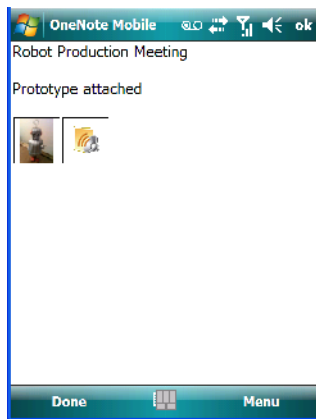 OneNote Mobile ok
Robot Production Meeting
Prototype attached
Done Menu